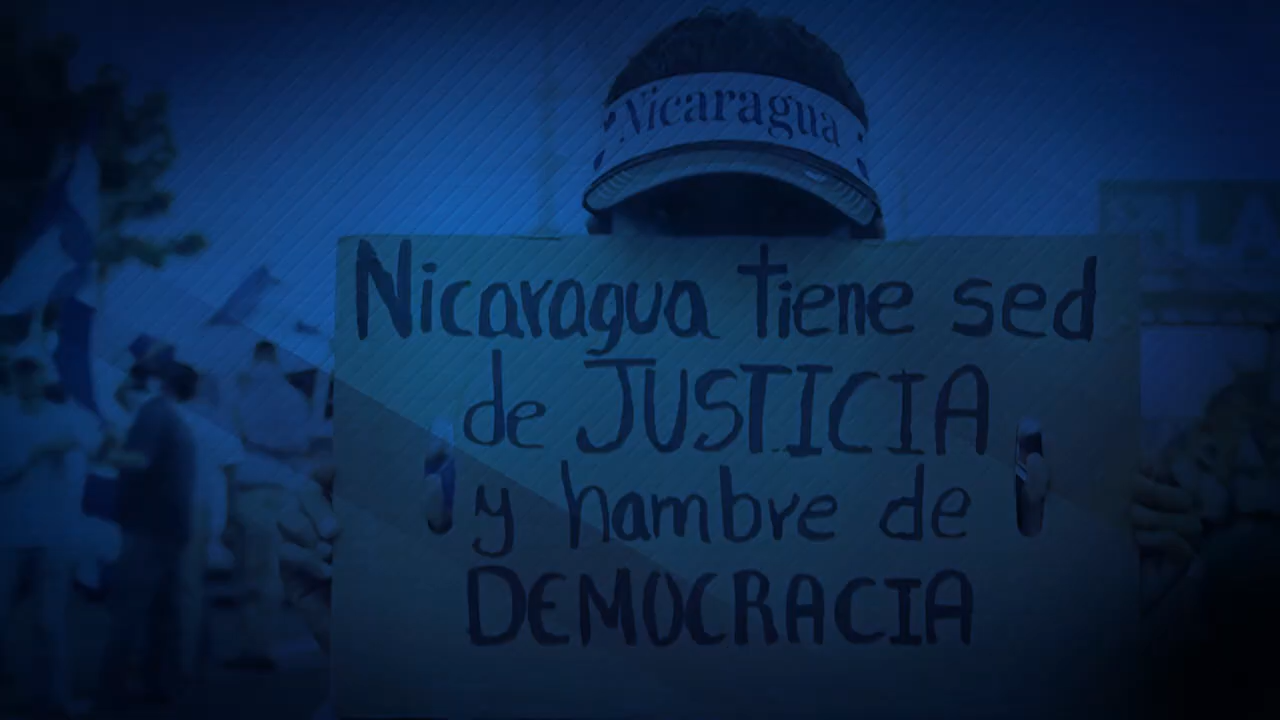 Nicaragua
Nicaragua tiene sed
de JUSTICIA
y hambre de
DEMOCRACIA